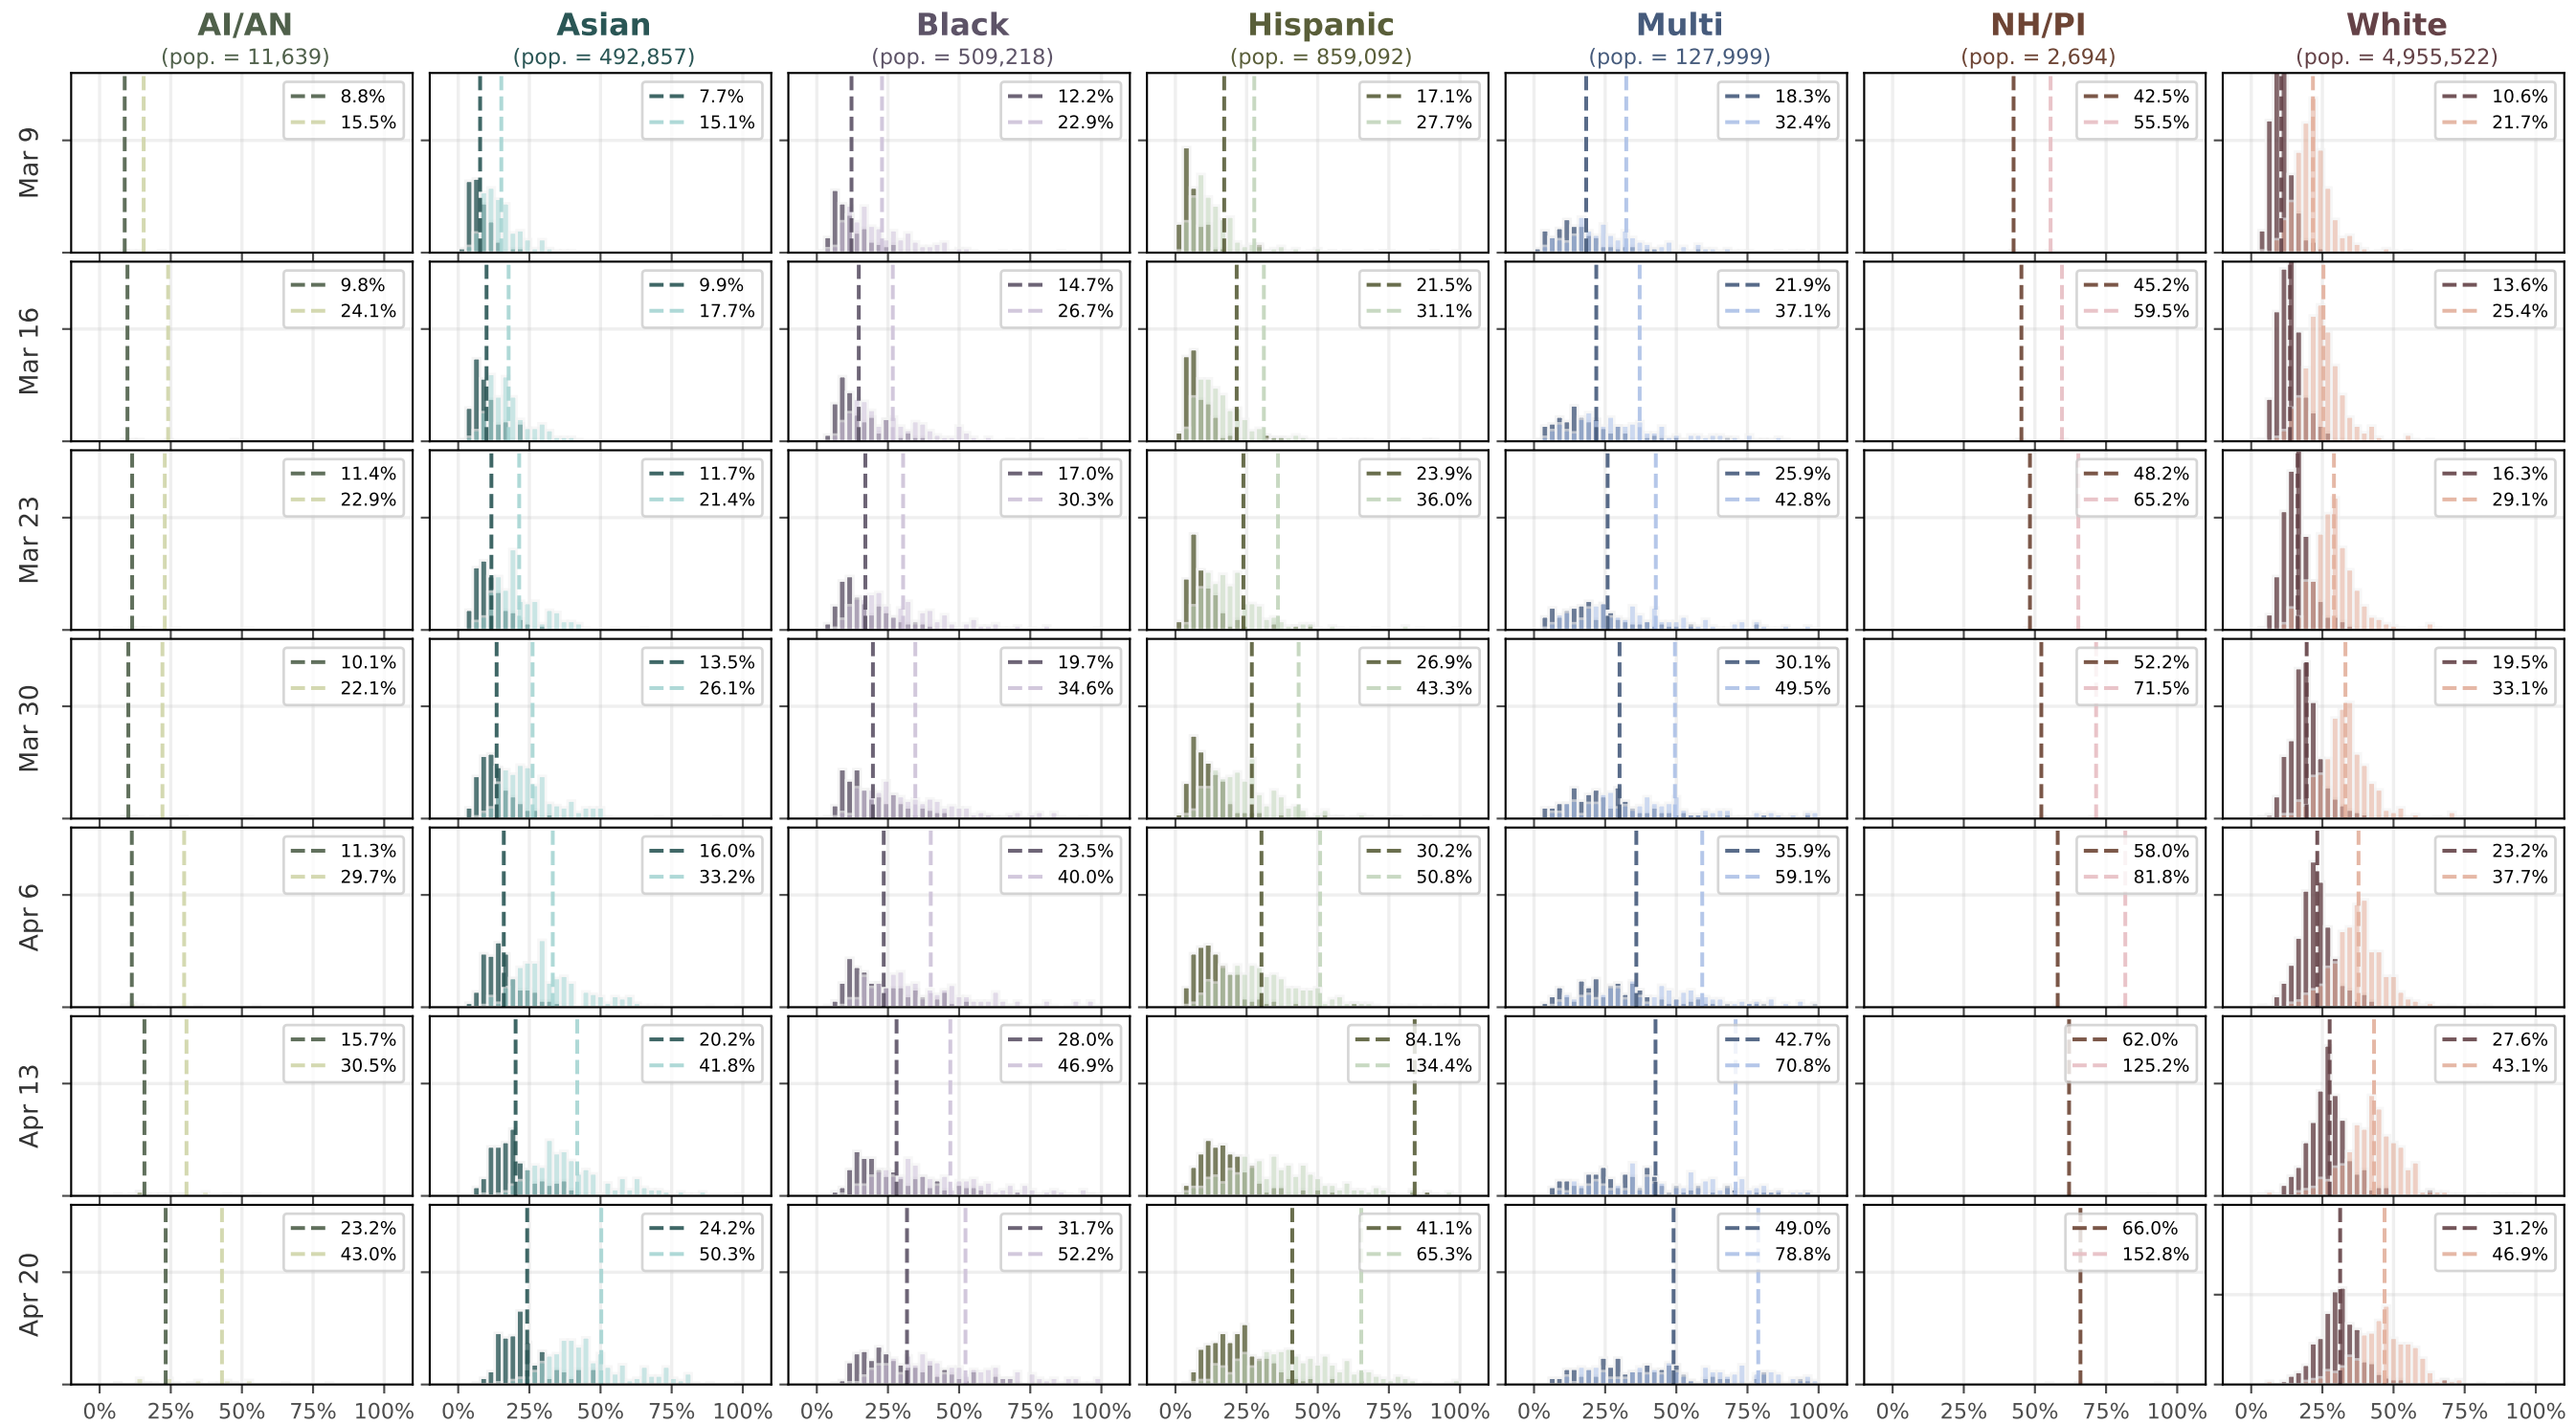 AI/AN Asian Black Hispanic Multi NH/PI White
(pop. = 11,639) (pop. = 492,857) (pop. = 509,218) (pop. = 859,092) (pop. = 127,999) (pop. = 2,694) (pop. = 4,955,522)
Mar 9
8.8% 7.7% 12.2% 17.1% 18.3% 42.5% 10.6%
15.5% 15.1% 22.9% 27.7% 32.4% 55.5% 21.7%
Mar 16
9.8% 9.9% 14.7% 21.5% 21.9% 45.2% 13.6%
24.1% 17.7% 26.7% 31.1% 37.1% 59.5% 25.4%
Mar 23
11.4% 11.7% 17.0% 23.9% 25.9% 48.2% 16.3%
22.9% 21.4% 30.3% 36.0% 42.8% 65.2% 29.1%
Mar 30
10.1% 13.5% 19.7% 26.9% 30.1% 52.2% 19.5%
22.1% 26.1% 34.6% 43.3% 49.5% 71.5% 33.1%
Apr 6
11.3% 16.0% 23.5% 30.2% 35.9% 58.0% 23.2%
29.7% 33.2% 40.0% 50.8% 59.1% 81.8% 37.7%
Apr 13
15.7% 20.2% 28.0% 84.1% 42.7% 62.0% 27.6%
30.5% 41.8% 46.9% 134.4% 70.8% 125.2% 43.1%
Apr 20
23.2% 24.2% 31.7% 41.1% 49.0% 66.0% 31.2%
43.0% 50.3% 52.2% 65.3% 78.8% 152.8% 46.9%
0% 25% 50% 75% 100% 0% 25% 50% 75% 100% 0% 25% 50% 75% 100% 0% 25% 50% 75% 100% 0% 25% 50% 75% 100% 0% 25% 50% 75% 100% 0% 25% 50% 75% 100%